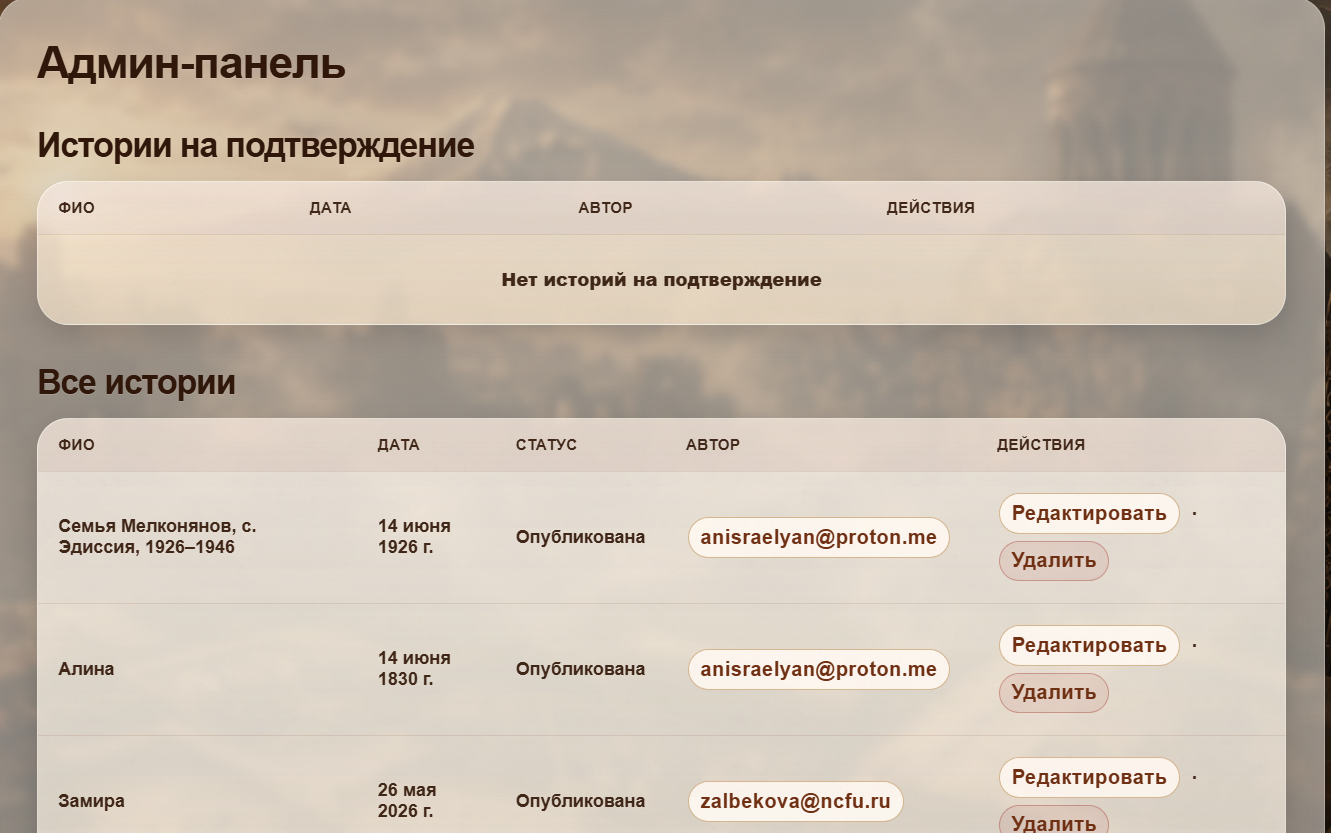 Админ-панель
Истории на подтверждение
ФИО ДАТА АВТОР ДЕЙСТВИЯ
Нет историй на подтверждение
Все истории
ФИО ДАТА СТАТУС АВТОР ДЕЙСТВИЯ
Семья Мелконянов, с.
Эдиссия, 1926–1946
14 июня
1926 г.
Опубликована
anisraelyan@proton.me
Редактировать ·
Удалить
Алина
14 июня
1830 г.
Опубликована
anisraelyan@proton.me
Редактировать ·
Удалить
Замира
26 мая
2026 г.
Опубликована
zalbekova@ncfu.ru
Редактировать ·
Удалить